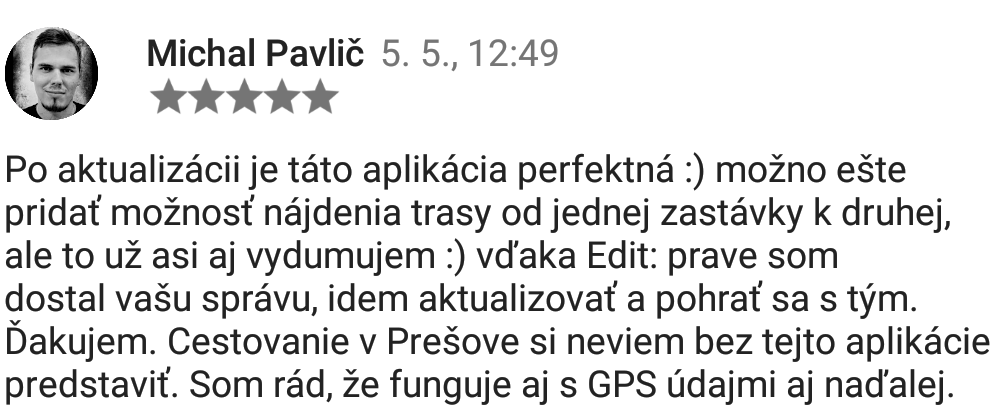 Michal Pavlič 5. 5., 12:49
Po aktualizácii je táto aplikácia perfektná :) možno ešte
pridať možnosť nájdenia trasy od jednej zastávky k druhej,
ale to už asi aj vydumujem :) vďaka Edit: prave som
dostal vašu správu, idem aktualizovať a pohrať sa s tým.
Ďakujem. Cestovanie v Prešove si neviem bez tejto aplikácie
predstaviť. Som rád, že funguje aj s GPS údajmi aj naďalej.